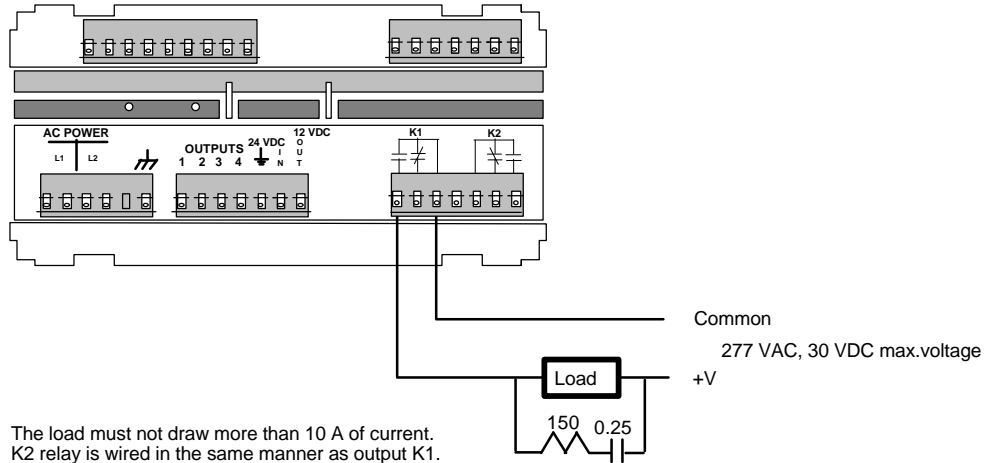 AC POWER
L1 L2
OUTPUTS
1 2 3 4
24 VDC
I
N
12 VDC
O
U
T
K1
K2
Common
277 VAC, 30 VDC max.voltage
Load
+V
150 0.25
The load must not draw more than 10 A of current.
K2 relay is wired in the same manner as output K1.